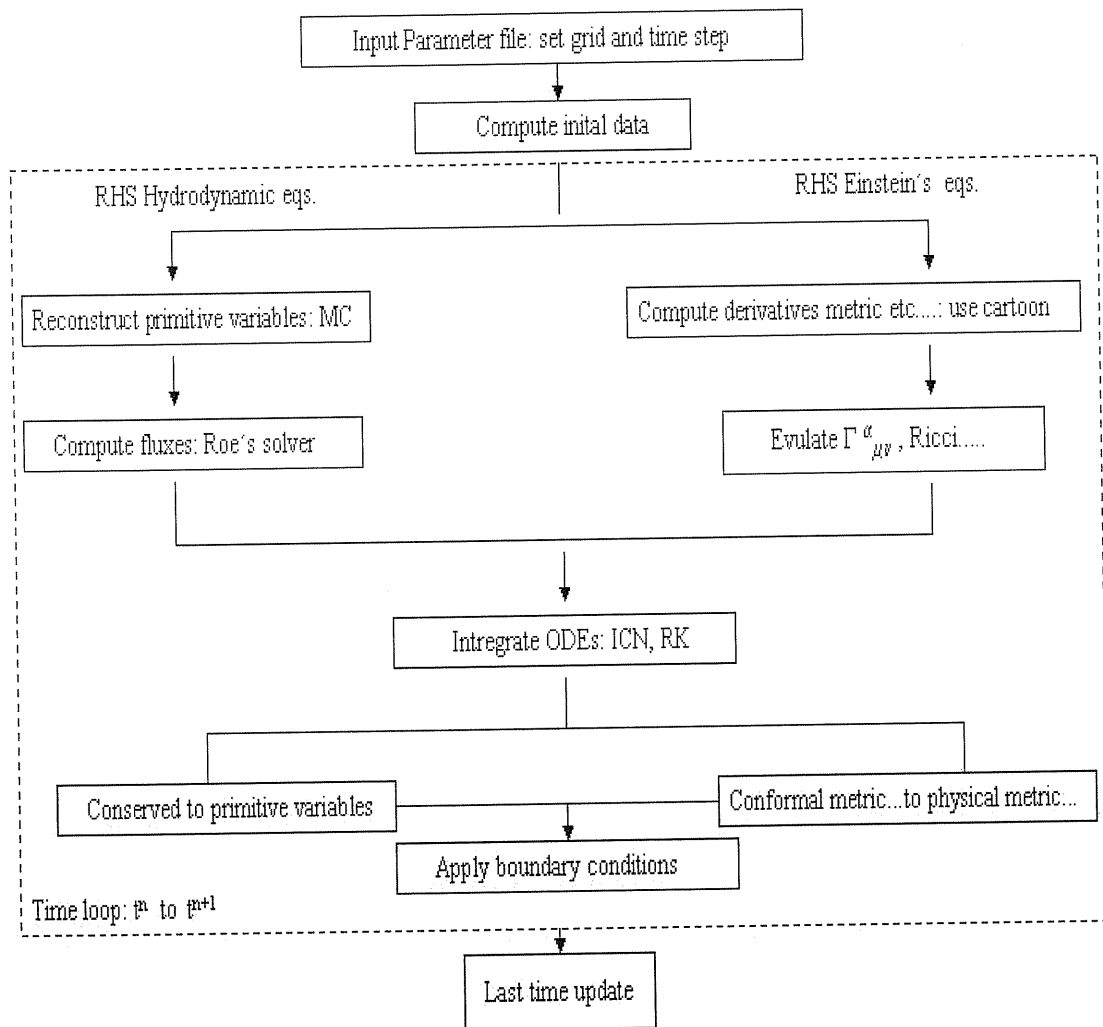 Input Parameter file: set grid and time step
Compute inital data
RHS Hydrodynamic eqs.
RHS Einstein´s eqs.
Reconstruct primitive variables: MC
Compute derivatives metric etc....: use cartoon
Compute fluxes: Roe´s solver
Evulate Γ^α_μν , Ricci.....
Intregrate ODEs: ICN, RK
Conserved to primitive variables
Conformal metric...to physical metric...
Apply boundary conditions
Time loop: t^n to t^n+1
Last time update